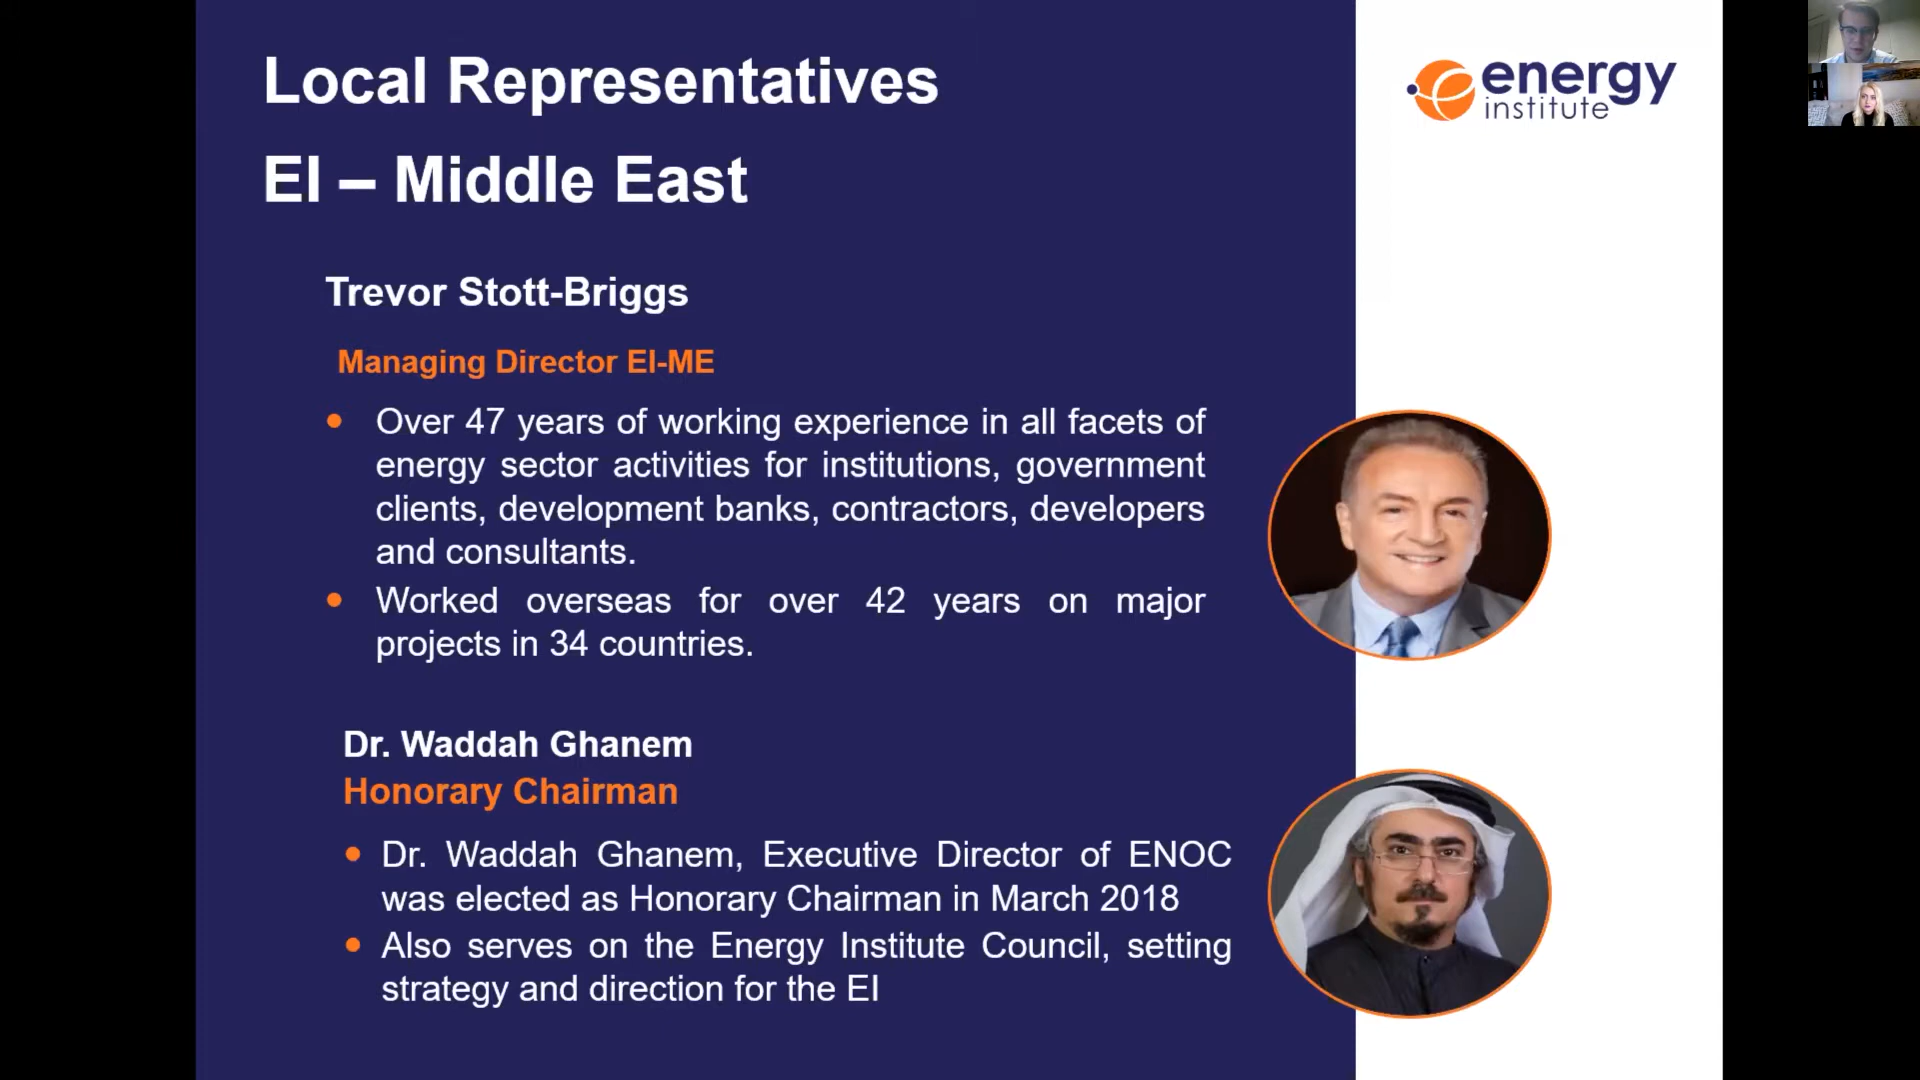 Local Representatives
EI – Middle East
energy
institute
Trevor Stott-Briggs
Managing Director EI-ME
Over 47 years of working experience in all facets of
energy sector activities for institutions, government
clients, development banks, contractors, developers
and consultants.
Worked overseas for over 42 years on major
projects in 34 countries.
Dr. Waddah Ghanem
Honorary Chairman
Dr. Waddah Ghanem, Executive Director of ENOC
was elected as Honorary Chairman in March 2018
Also serves on the Energy Institute Council, setting
strategy and direction for the EI